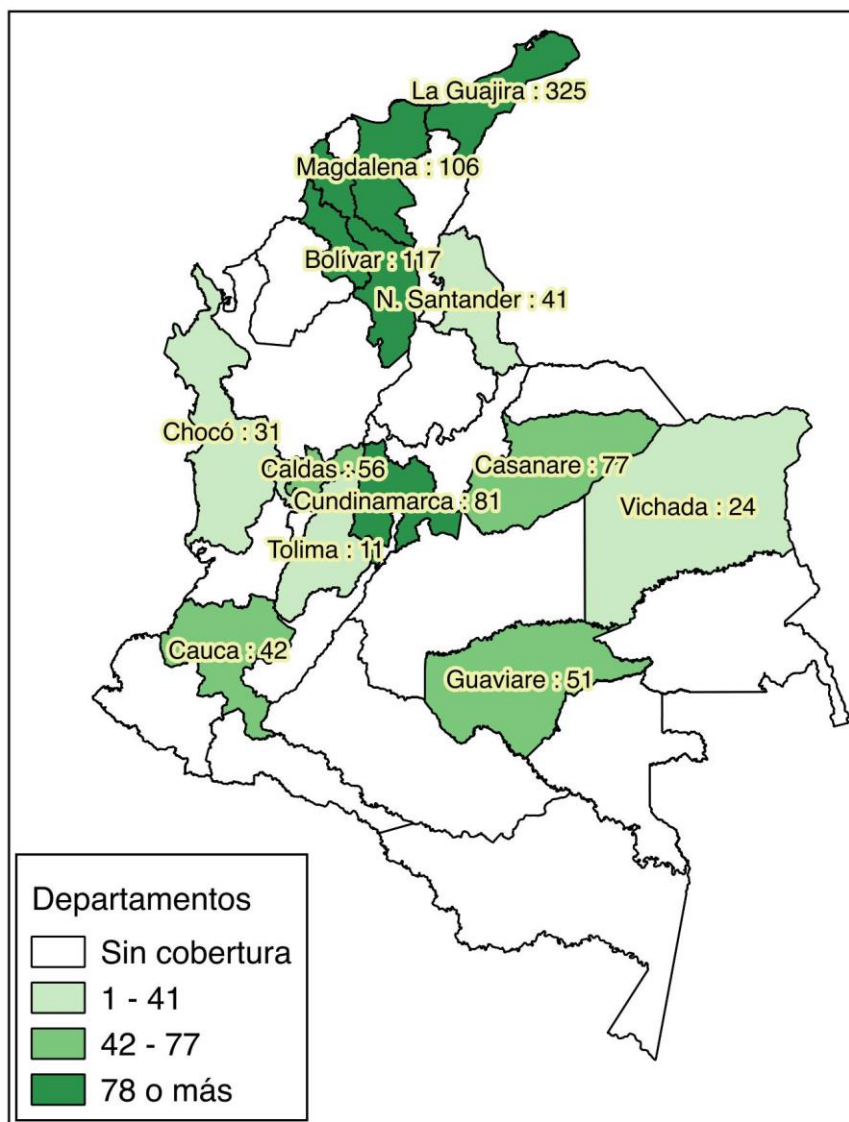 La Guajira : 325
Magdalena : 106
Bolívar : 117
N. Santander : 41
Chocó : 31
Caldas : 56
Casanare : 77
Cundinamarca : 81
Vichada : 24
Tolima : 11
Cauca : 42
Guaviare : 51
Departamentos
Sin cobertura
1 - 41
42 - 77
78 o más